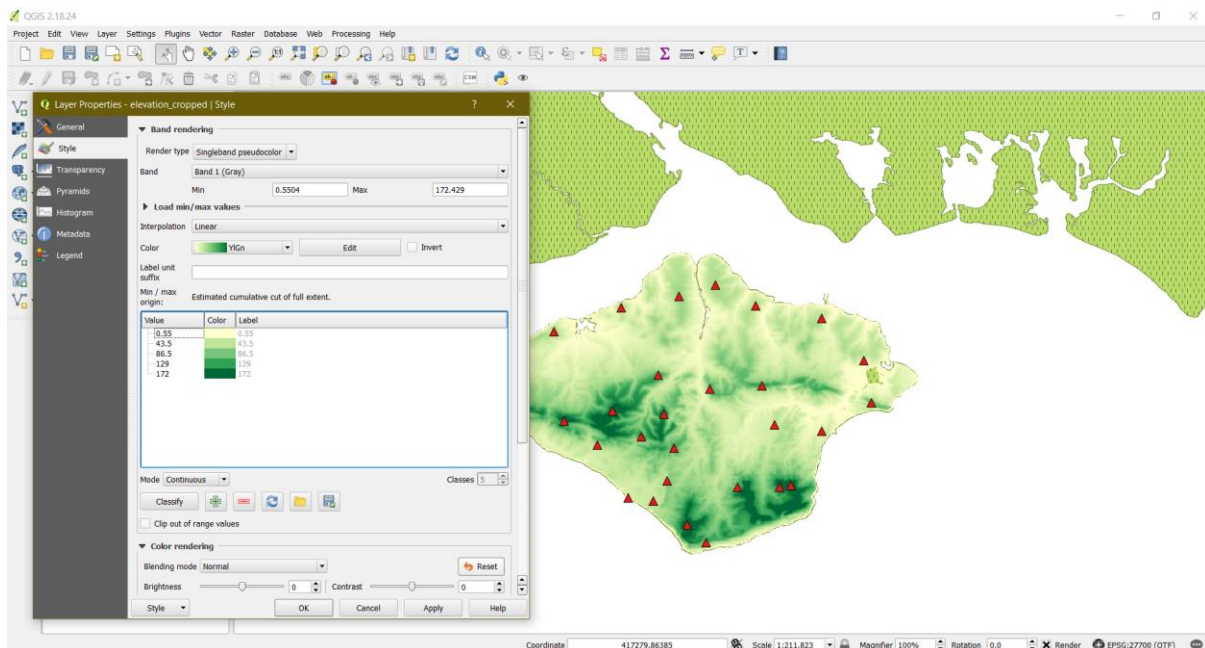 QGIS 2.18.24
Project Edit View Layer Settings Plugins Vector Raster Database Web Processing Help
Layer Properties - elevation_cropped | Style
General
Style
Transparency
Pyramids
Histogram
Metadata
Legend
Band rendering
Render type Singleband pseudocolor
Band Band 1 (Gray)
Min 0.5504 Max 172.429
Load min/max values
Interpolation Linear
Color YlGn Edit Invert
Label unit
suffix
Min / max
origin: Estimated cumulative cut of full extent.
Value Color Label
0.55 0.55
43.5 43.5
86.5 86.5
129 129
172 172
Mode Continuous Classes 5
Classify
Clip out of range values
Color rendering
Blending mode Normal Reset
Brightness 0 Contrast 0
Style OK Cancel Apply Help
Coordinate 417279.86385 Scale 1:211,823 Magnifier 100% Rotation 0.0 Render EPSG:27700 (OTF)